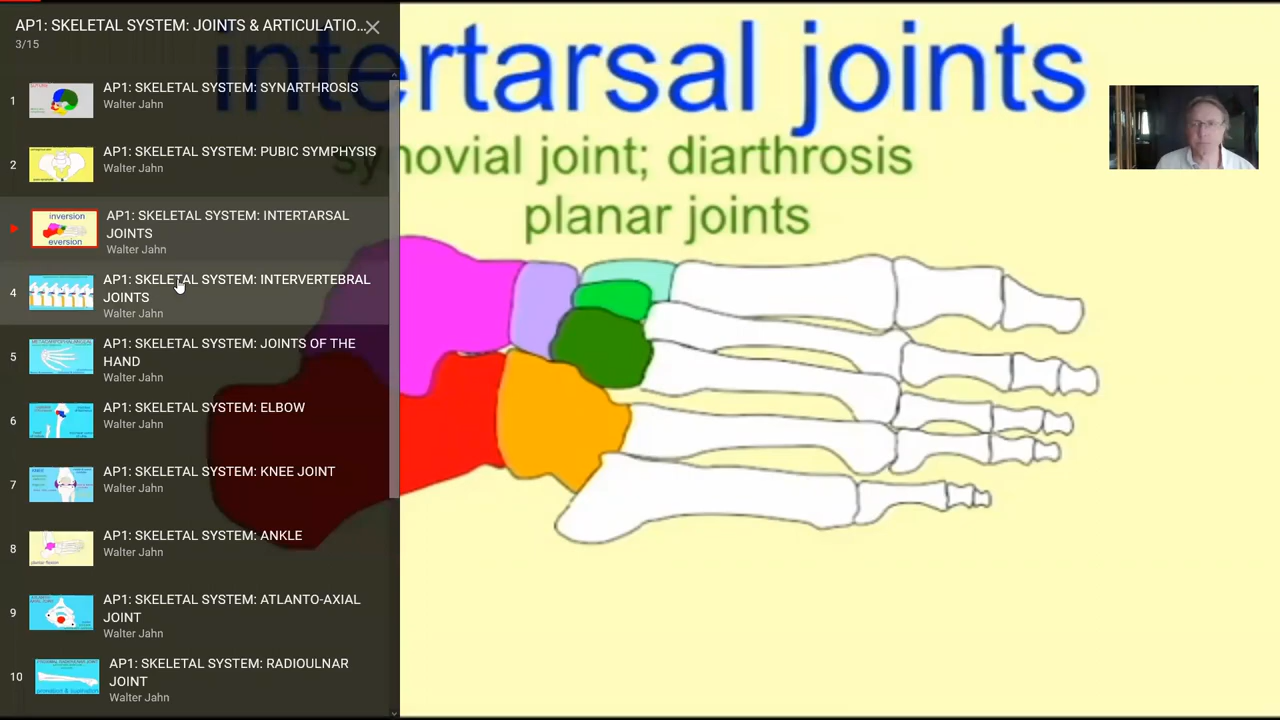 AP1: SKELETAL SYSTEM: JOINTS & ARTICULATIO...
3/15
1
AP1: SKELETAL SYSTEM: SYNARTHROSIS
Walter Jahn
2
AP1: SKELETAL SYSTEM: PUBIC SYMPHYSIS
Walter Jahn
inversion
eversion
AP1: SKELETAL SYSTEM: INTERTARSAL
JOINTS
Walter Jahn
4
AP1: SKELETAL SYSTEM: INTERVERTEBRAL
JOINTS
Walter Jahn
5
AP1: SKELETAL SYSTEM: JOINTS OF THE
HAND
Walter Jahn
6
AP1: SKELETAL SYSTEM: ELBOW
Walter Jahn
7
KNEE
AP1: SKELETAL SYSTEM: KNEE JOINT
Walter Jahn
8
AP1: SKELETAL SYSTEM: ANKLE
Walter Jahn
9
AP1: SKELETAL SYSTEM: ATLANTO-AXIAL
JOINT
Walter Jahn
10
AP1: SKELETAL SYSTEM: RADIOULNAR
JOINT
Walter Jahn
intertarsal joints
synovial joint; diarthrosis
planar joints